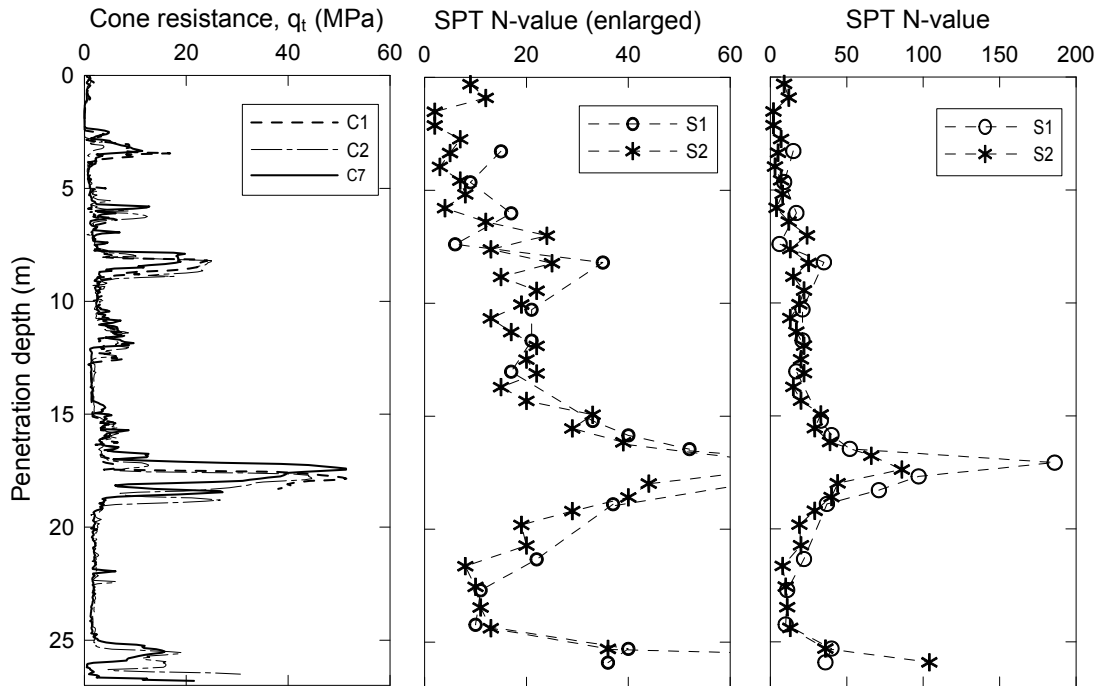 Cone resistance, qt (MPa)
0 20 40 60
SPT N-value (enlarged)
0 20 40 60
SPT N-value
0 50 100 150 200
Penetration depth (m)
0
5
10
15
20
25
C1
C2
C7
S1
S2
S1
S2